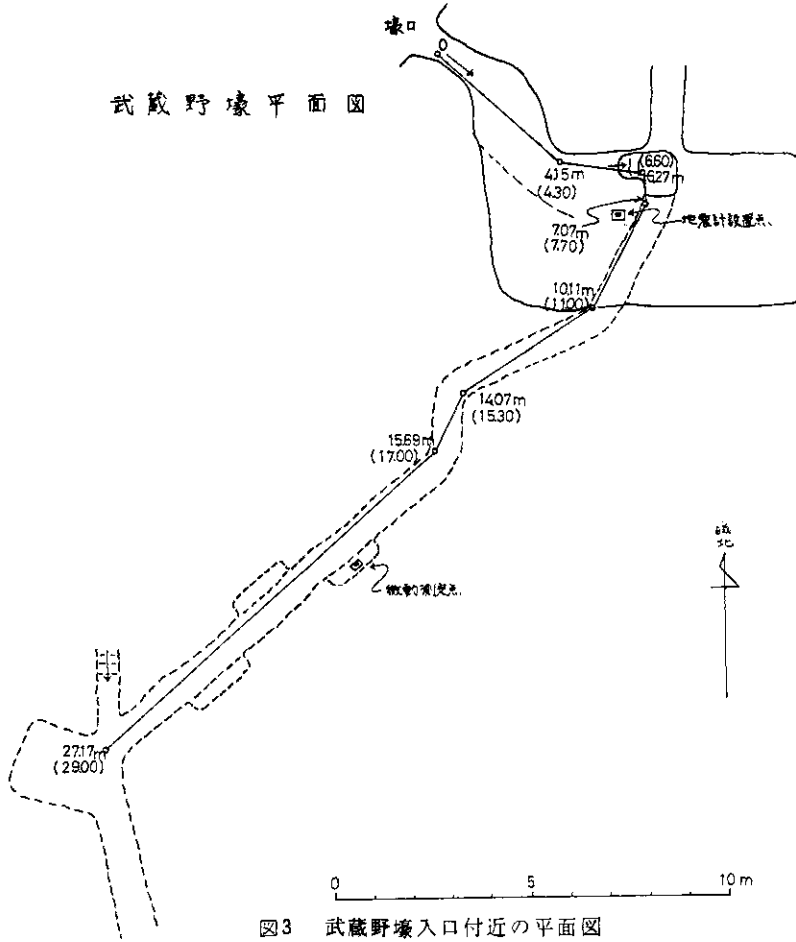 壕口
0
武蔵野壕平面図
4.15m
(4.30)
(6.60)
6.27m
7.07m
(7.70)
地震計設置点、
10.11m
(11.00)
14.07m
(15.30)
15.69m
(17.00)
磁北
微動測定点、
27.17m
(29.00)
0 5 10m
図3 武蔵野壕入口付近の平面図